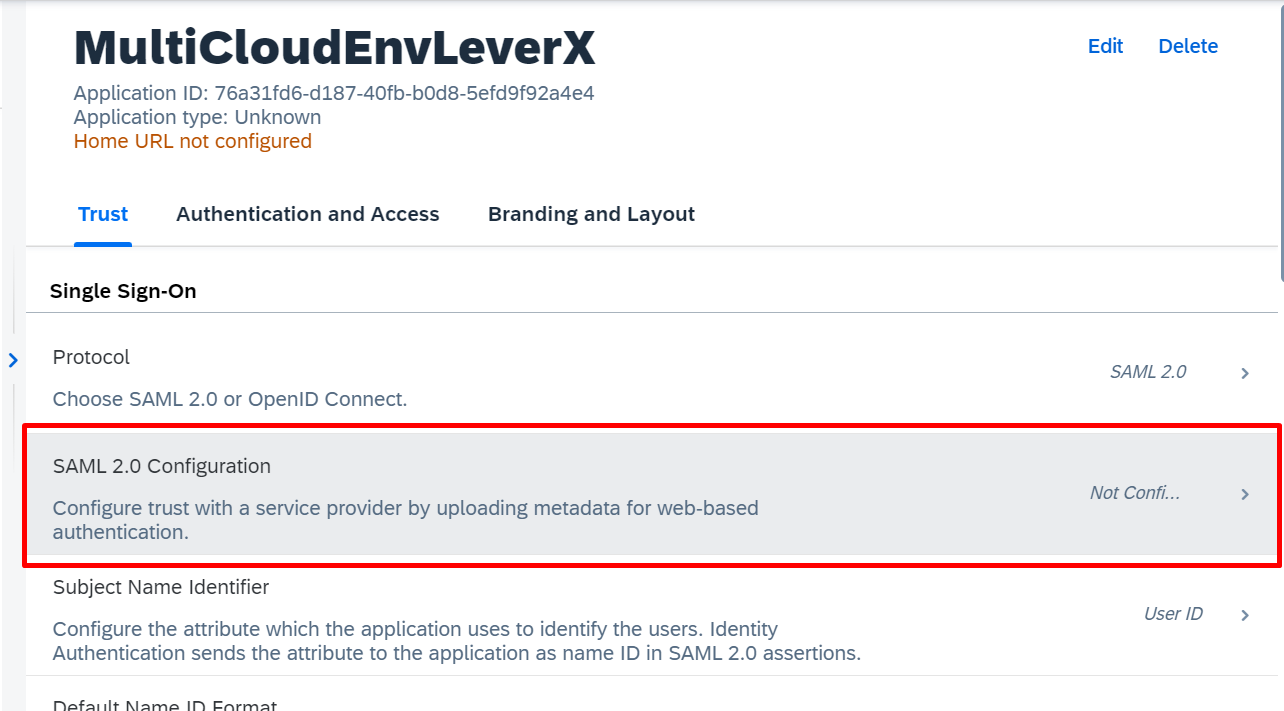 MultiCloudEnvLeverX
Edit
Delete
Application ID: 76a31fd6-d187-40fb-b0d8-5efd9f92a4e4
Application type: Unknown
Home URL not configured
Trust
Authentication and Access
Branding and Layout
Single Sign-On
Protocol
SAML 2.0
Choose SAML 2.0 or OpenID Connect.
SAML 2.0 Configuration
Not Confi...
Configure trust with a service provider by uploading metadata for web-based
authentication.
Subject Name Identifier
User ID
Configure the attribute which the application uses to identify the users. Identity
Authentication sends the attribute to the application as name ID in SAML 2.0 assertions.
Default Name ID Format